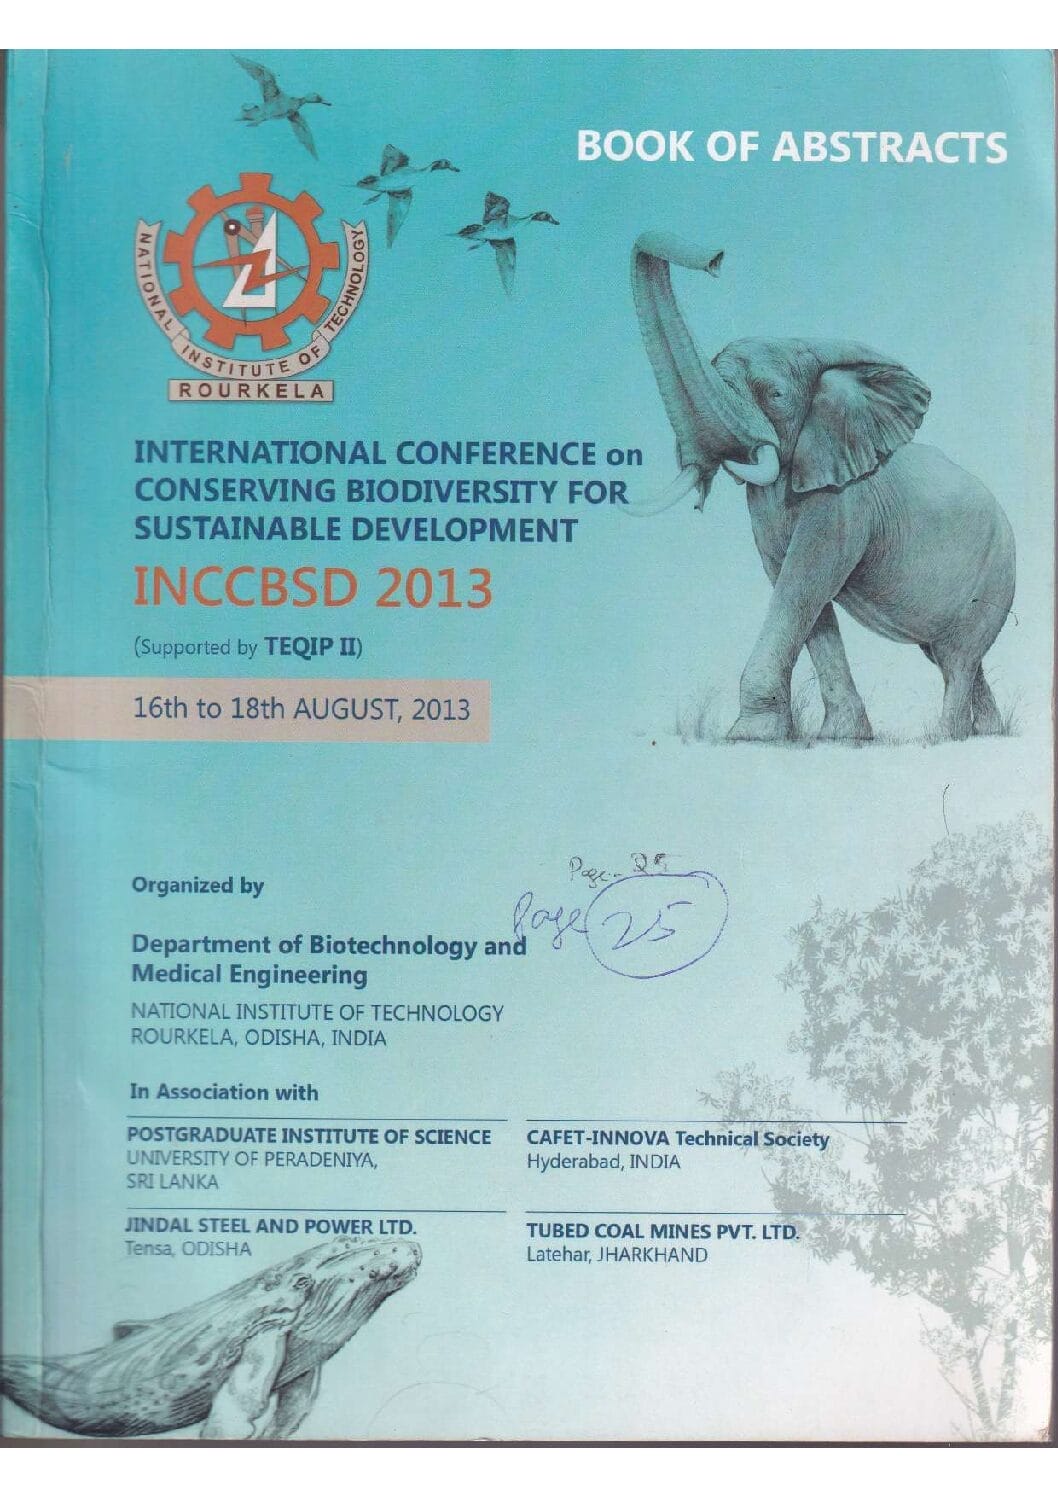 BOOK OF ABSTRACTS
NATIONAL INSTITUTE OF TECHNOLOGY
ROURKELA
INTERNATIONAL CONFERENCE on
CONSERVING BIODIVERSITY FOR
SUSTAINABLE DEVELOPMENT
INCCBSD 2013
(Supported by TEQIP II)
16th to 18th AUGUST, 2013
Page - 25
Page 25
Organized by
Department of Biotechnology and
Medical Engineering
NATIONAL INSTITUTE OF TECHNOLOGY
ROURKELA, ODISHA, INDIA
In Association with
POSTGRADUATE INSTITUTE OF SCIENCE
UNIVERSITY OF PERADENIYA,
SRI LANKA
CAFET-INNOVA Technical Society
Hyderabad, INDIA
JINDAL STEEL AND POWER LTD.
Tensa, ODISHA
TUBED COAL MINES PVT. LTD.
Latehar, JHARKHAND